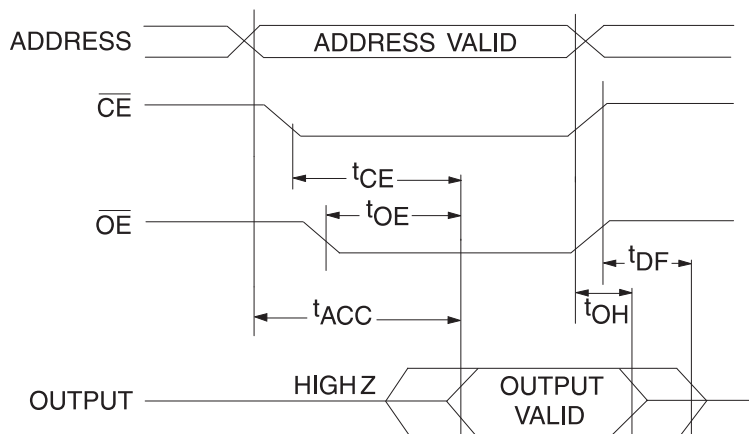 ADDRESS
ADDRESS VALID
CE
tCE
tOE
OE
tDF
tACC
tOH
HIGH Z
OUTPUT
OUTPUT
VALID